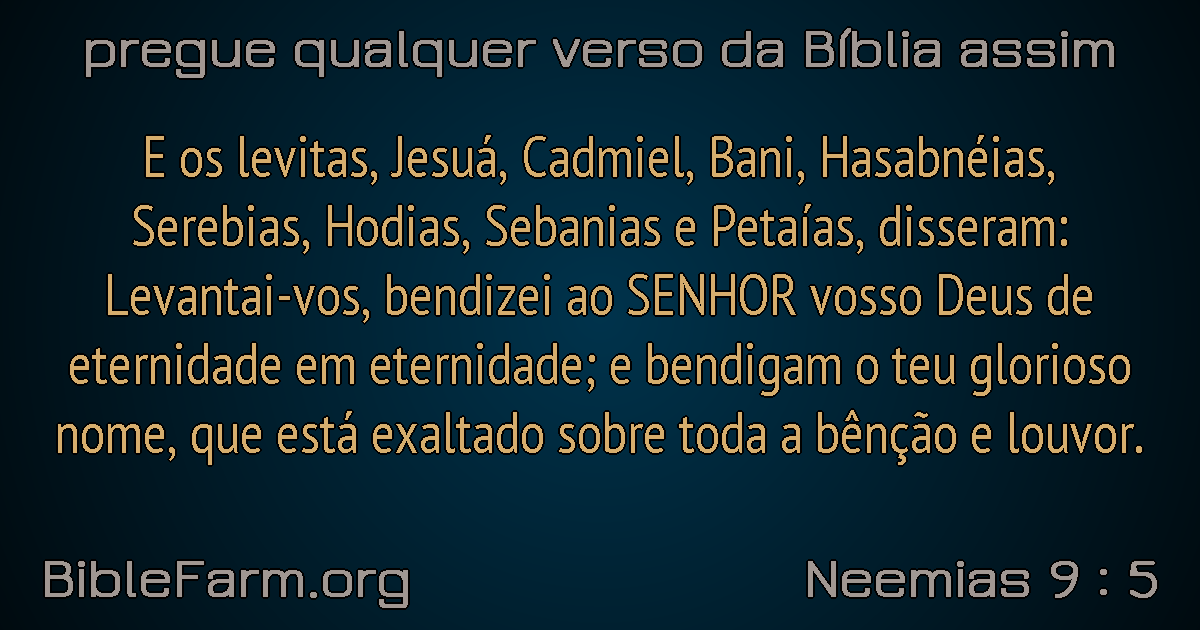 pregue qualquer verso da Bíblia assim
E os levitas, Jesuá, Cadmiel, Bani, Hasabnéias,
Serebias, Hodias, Sebanias e Petaías, disseram:
Levantai-vos, bendizei ao SENHOR vosso Deus de
eternidade em eternidade; e bendigam o teu glorioso
nome, que está exaltado sobre toda a bênção e louvor.
BibleFarm.org
Neemias 9 : 5